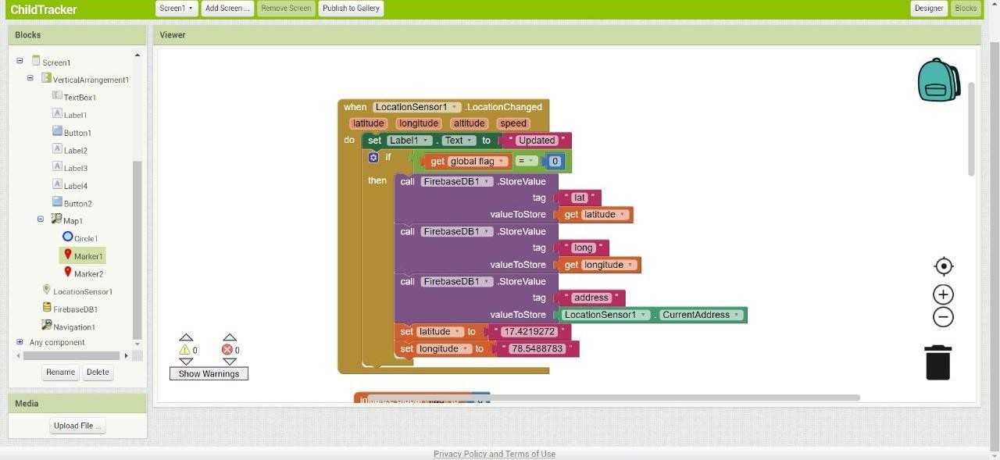 ChildTracker
Screen1
Add Screen ...
Remove Screen
Publish to Gallery
Designer
Blocks
Blocks
Viewer
Screen1
VerticalArrangement1
TextBox1
Label1
Button1
Label2
Label3
Label4
Button2
Map1
Circle1
Marker1
Marker2
LocationSensor1
FirebaseDB1
Navigation1
Any component
Rename
Delete
Media
Upload File ...
when LocationSensor1 .LocationChanged
latitude longitude altitude speed
do set Label1 . Text to " Updated "
if get global flag = 0
then call FirebaseDB1 .StoreValue
tag " lat "
valueToStore get latitude
call FirebaseDB1 .StoreValue
tag " long "
valueToStore get longitude
call FirebaseDB1 .StoreValue
tag " address "
valueToStore LocationSensor1 . CurrentAddress
set latitude to " 17.4219272 "
set longitude to " 78.5488783 "
initialize global flag to 0
0
0
Show Warnings
Privacy Policy and Terms of Use